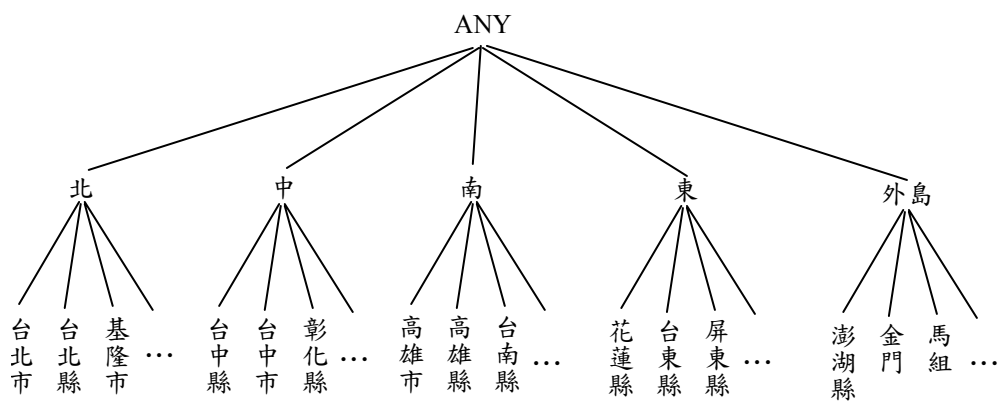 ANY
北 中 南 東 外島
台北市 台北縣 基隆市 … 台中縣 台中市 彰化縣 … 高雄市 高雄縣 台南縣 … 花蓮縣 台東縣 屏東縣 … 澎湖縣 金門 馬組 …